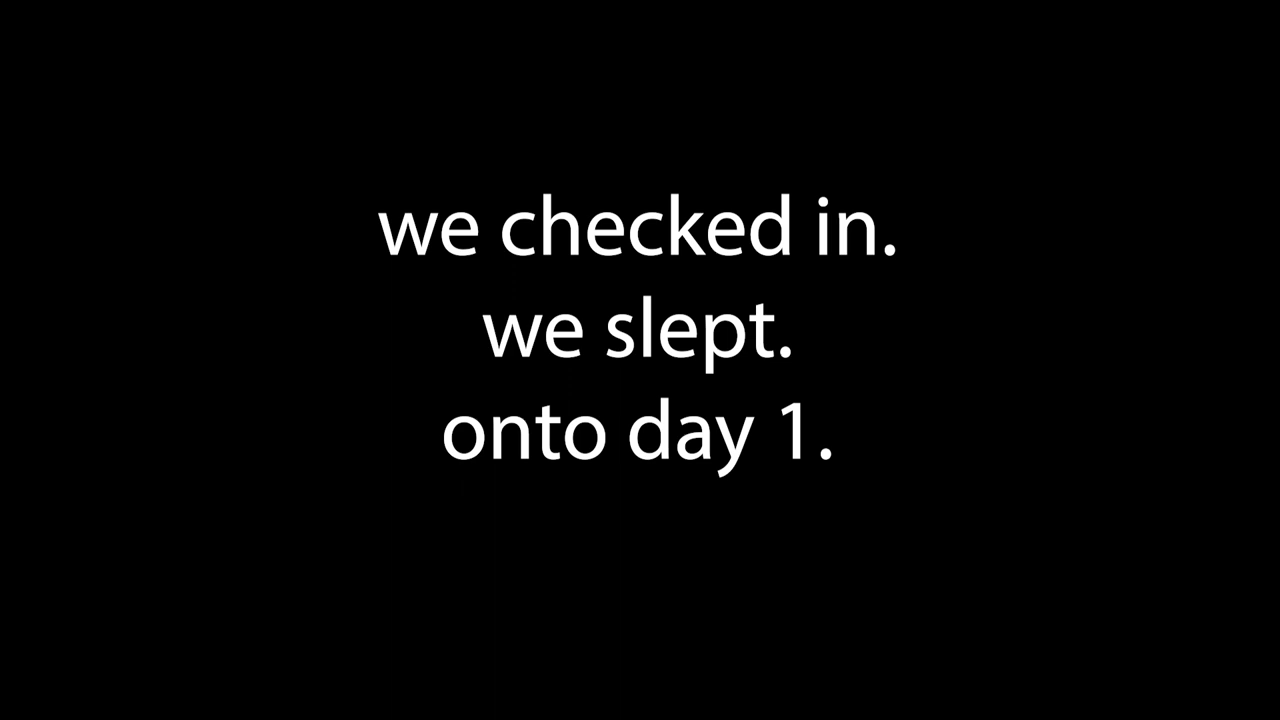 we checked in.
we slept.
onto day 1.